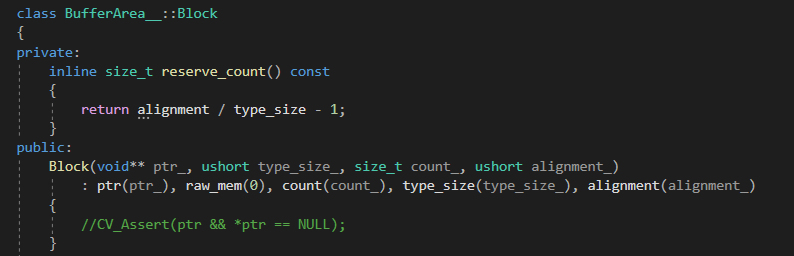 class BufferArea__::Block
{
private:
    inline size_t reserve_count() const
    {
        return alignment / type_size - 1;
    }
public:
    Block(void** ptr_, ushort type_size_, size_t count_, ushort alignment_)
        : ptr(ptr_), raw_mem(0), count(count_), type_size(type_size_), alignment(alignment_)
    {
        //CV_Assert(ptr && *ptr == NULL);
    }